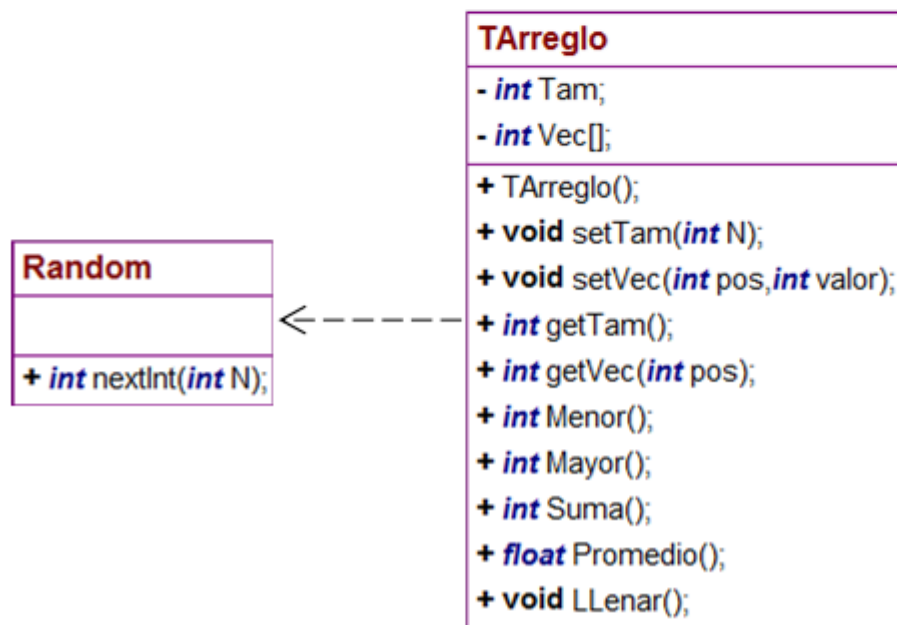 TArreglo
- int Tam;
- int Vec[];
+ TArreglo();
+ void setTam(int N);
+ void setVec(int pos,int valor);
+ int getTam();
+ int getVec(int pos);
+ int Menor();
+ int Mayor();
+ int Suma();
+ float Promedio();
+ void LLenar();
Random
+ int nextInt(int N);